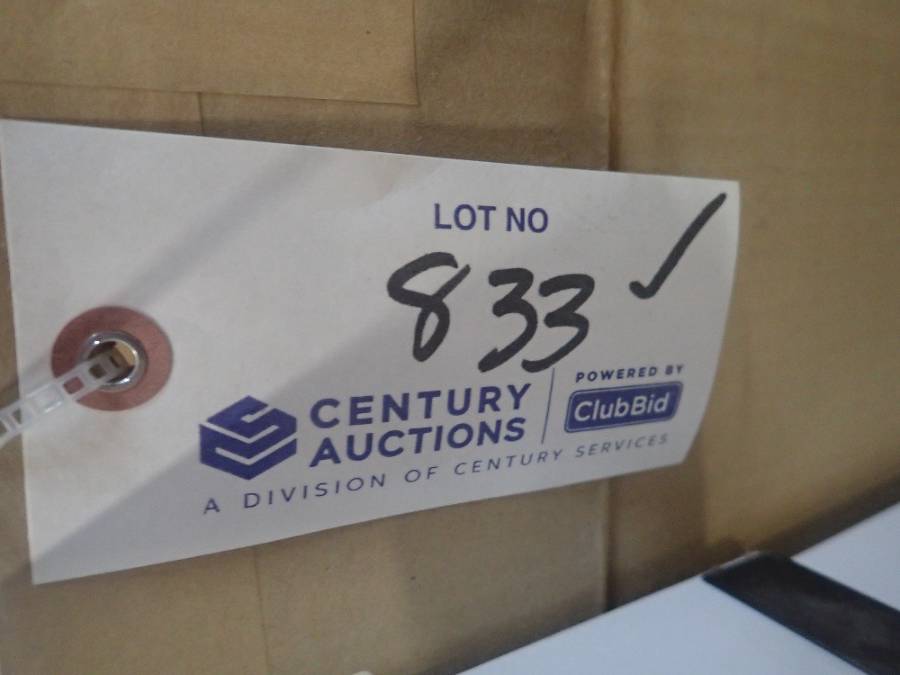 LOT NO
833 ✓
CENTURY
AUCTIONS
POWERED BY
ClubBid
A DIVISION OF CENTURY SERVICES